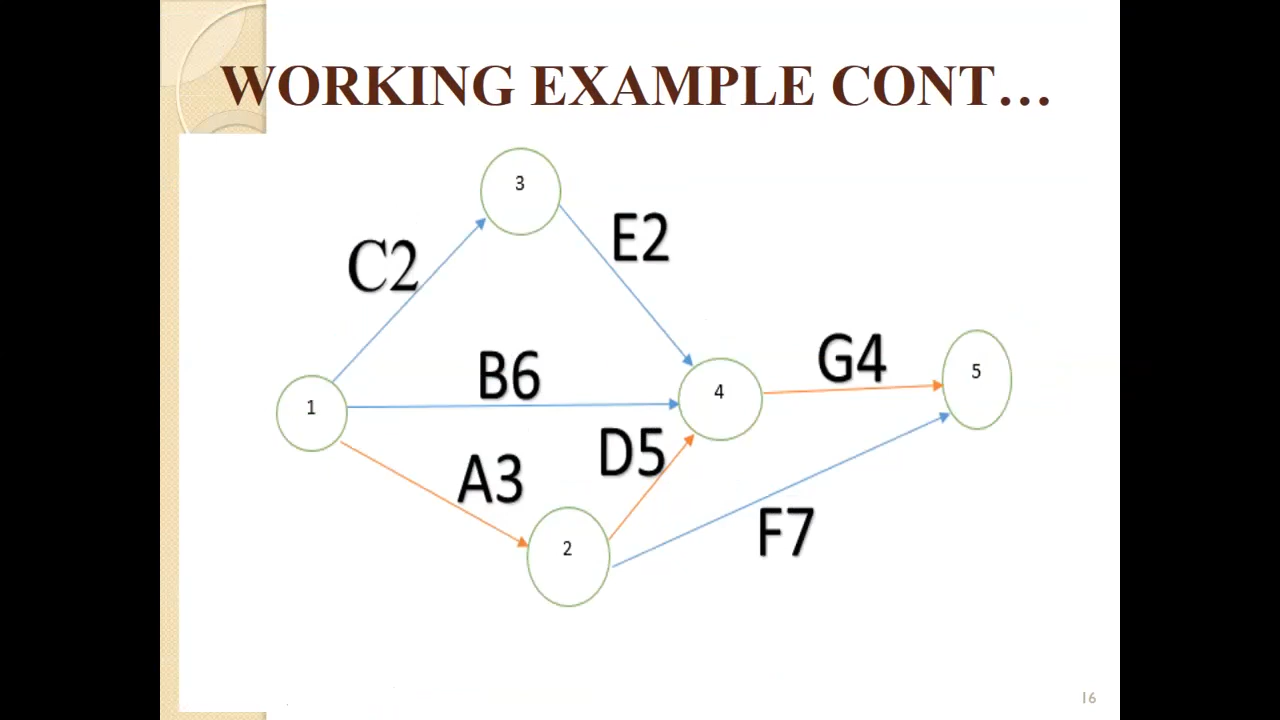 WORKING EXAMPLE CONT…
3
E2
C2
G4
5
B6
4
1
D5
A3
F7
2
16